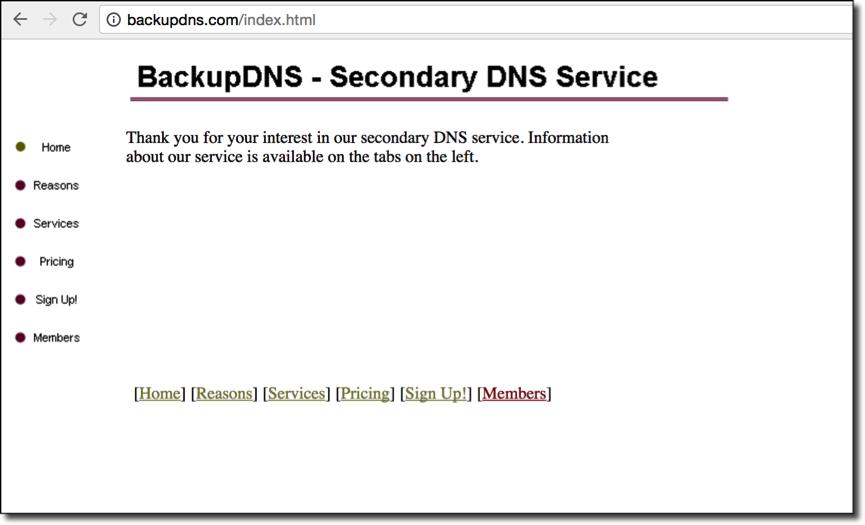 backupdns.com/index.html
BackupDNS - Secondary DNS Service
Thank you for your interest in our secondary DNS service. Information
about our service is available on the tabs on the left.
Home
Reasons
Services
Pricing
Sign Up!
Members
[Home] [Reasons] [Services] [Pricing] [Sign Up!] [Members]